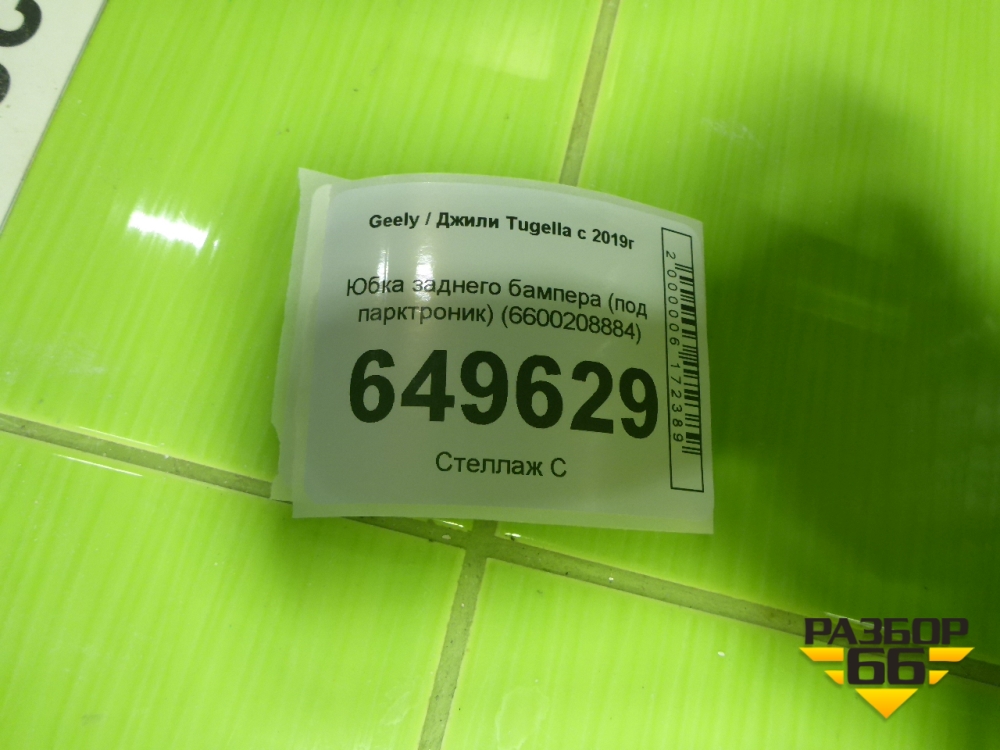 Geely / Джили Tugella с 2019г
Юбка заднего бампера (под
парктроник) (6600208884)
649629
Стеллаж С
2000006172389
РАЗБОР
66